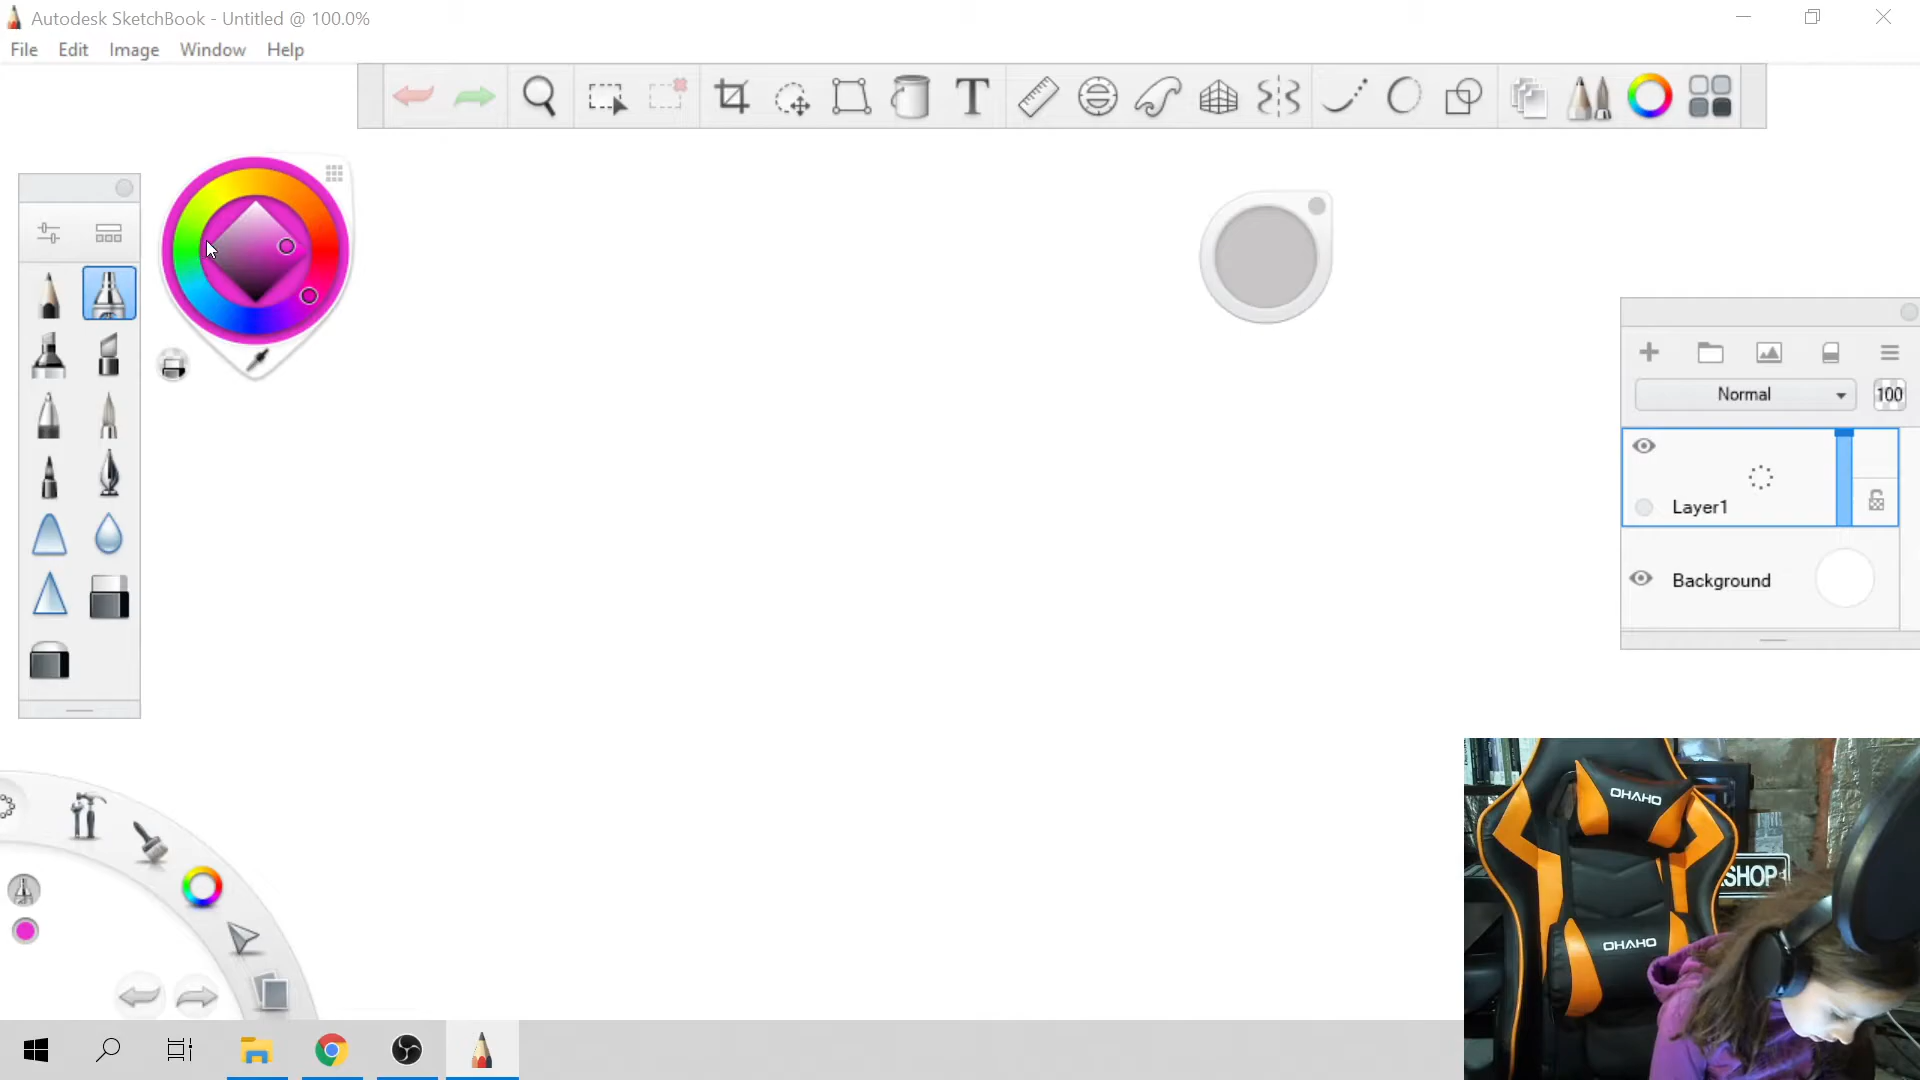 Autodesk SketchBook - Untitled @ 100.0%
File Edit Image Window Help
T
Normal 100
Layer1
Background
OHAHO
SHOP
OHAHO